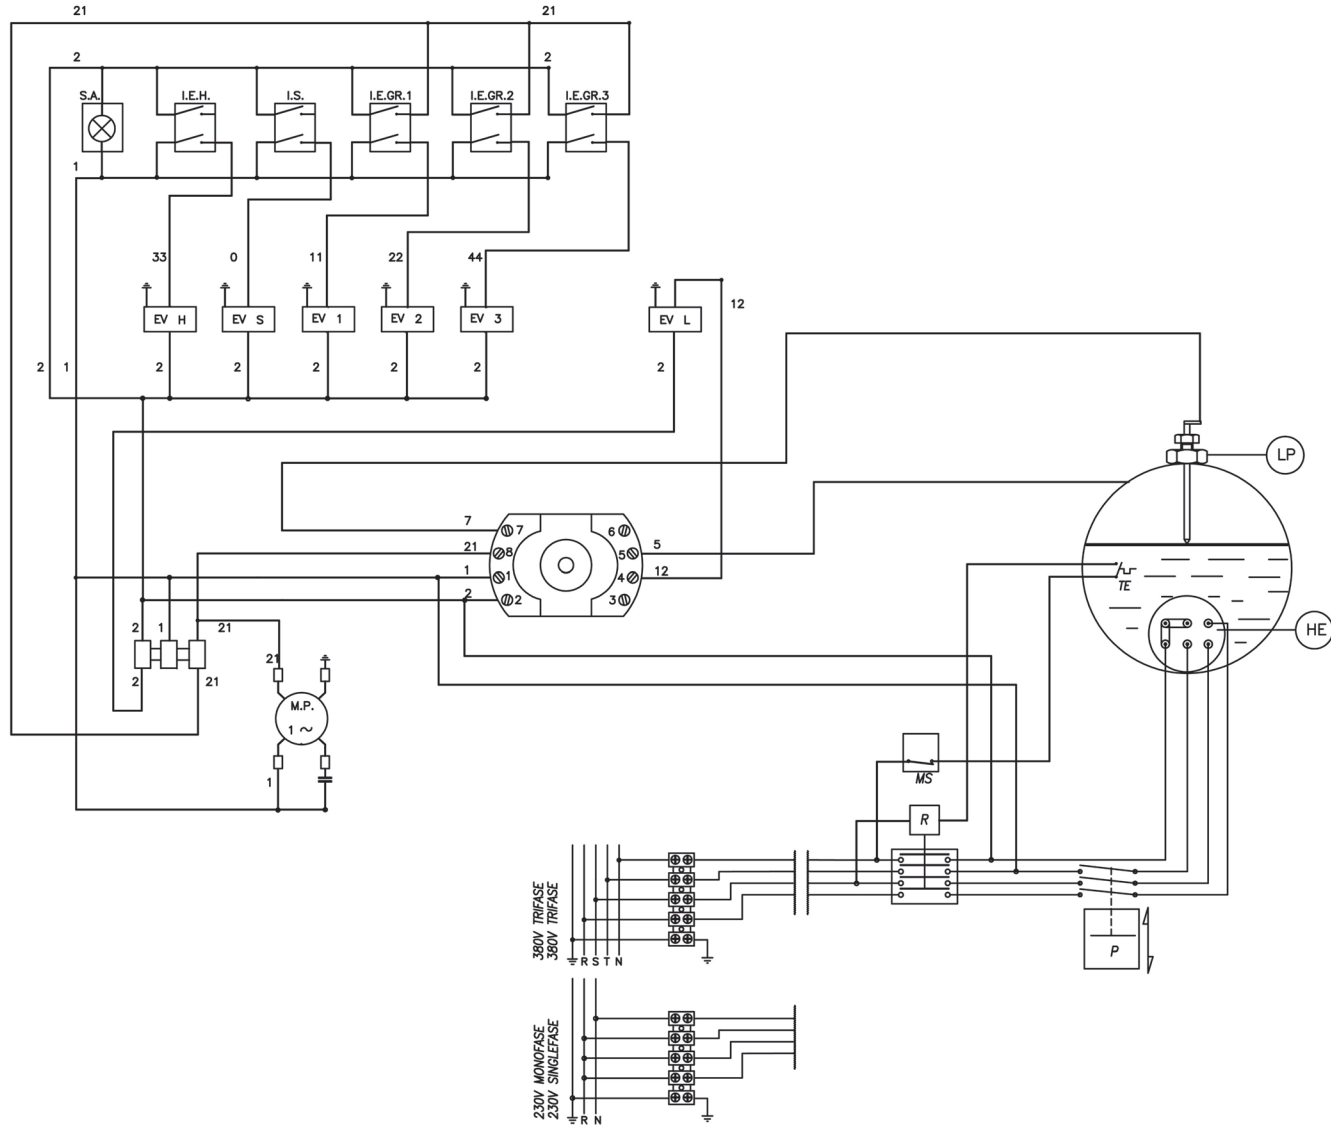 21 21
2 2
S.A. I.E.H. I.S. I.E.GR.1 I.E.GR.2 I.E.GR.3
1
33 0 11 22 44
EV H EV S EV 1 EV 2 EV 3 EV L
12
2 1 2 2 2 2 2 2
LP
7 7 6
21 8 5 5
1 1 4 12
2 2 3
TE
2 1 21
HE
21
2 21
M.P.
1 ~
1
MS
R
380V TRIFASE
380V TRIFASE
R S T N
P
230V MONOFASE
230V SINGLEFASE
R N